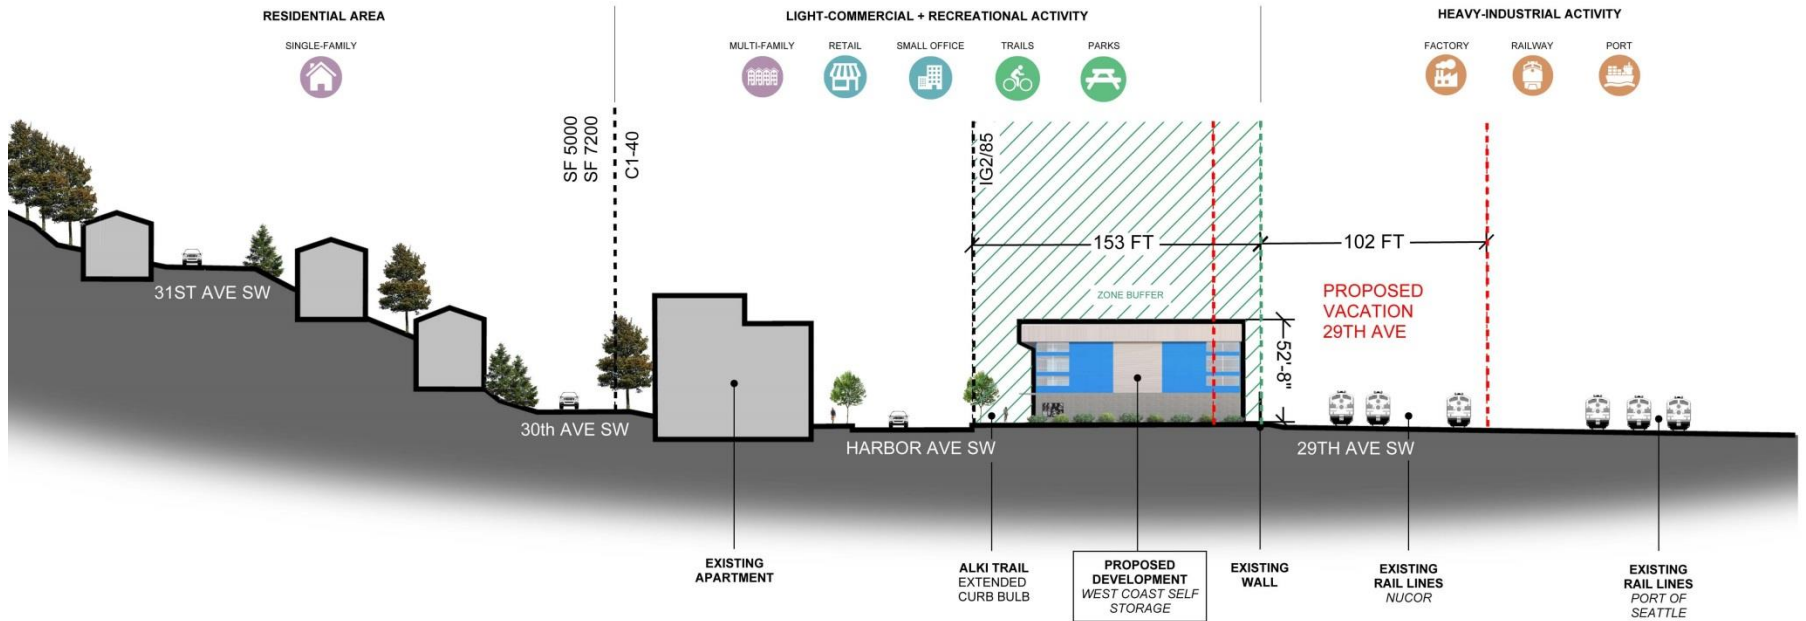 RESIDENTIAL AREA
LIGHT-COMMERCIAL + RECREATIONAL ACTIVITY
HEAVY-INDUSTRIAL ACTIVITY
SINGLE-FAMILY
MULTI-FAMILY
RETAIL
SMALL OFFICE
TRAILS
PARKS
FACTORY
RAILWAY
PORT
SF 5000
SF 7200
C1-40
IG2/85
153 FT
102 FT
ZONE BUFFER
PROPOSED
VACATION
29TH AVE
52'-8"
31ST AVE SW
30th AVE SW
HARBOR AVE SW
29TH AVE SW
EXISTING
APARTMENT
ALKI TRAIL
EXTENDED
CURB BULB
PROPOSED
DEVELOPMENT
WEST COAST SELF
STORAGE
EXISTING
WALL
EXISTING
RAIL LINES
NUCOR
EXISTING
RAIL LINES
PORT OF
SEATTLE